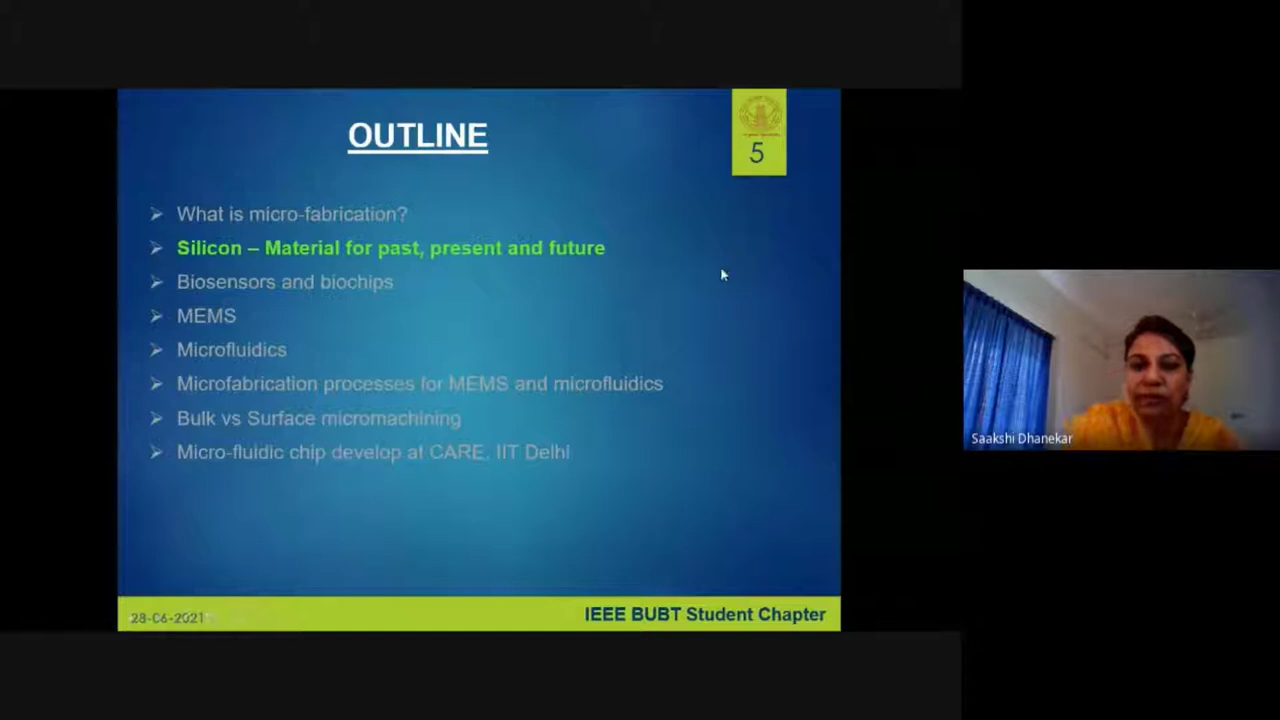 OUTLINE
5
What is micro-fabrication?
Silicon – Material for past, present and future
Biosensors and biochips
MEMS
Microfluidics
Microfabrication processes for MEMS and microfluidics
Bulk vs Surface micromachining
Micro-fluidic chip develop at CARE, IIT Delhi
28-06-2021
IEEE BUBT Student Chapter
Saakshi Dhanekar